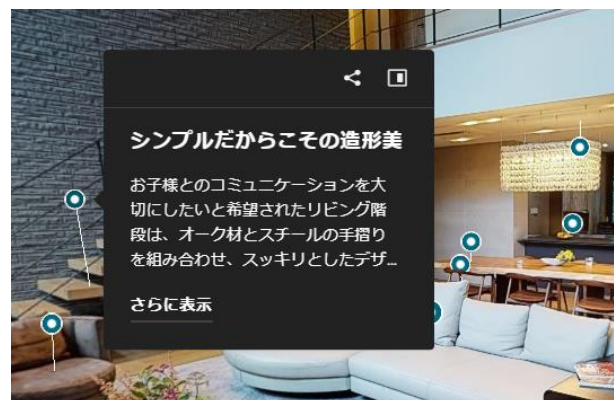 シンプルだからこその造形美
お子様とのコミュニケーションを大
切にしたいと希望されたリビング階
段は、オーク材とスチールの手摺り
を組み合わせ、スッキリとしたデザ...
さらに表示